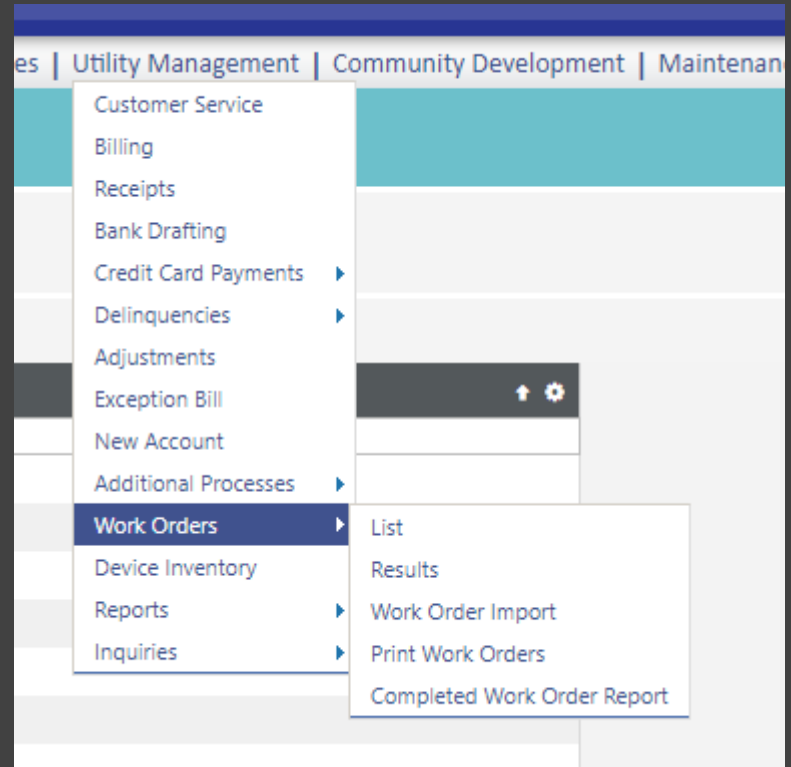 es | Utility Management | Community Development | Maintenan
Customer Service
Billing
Receipts
Bank Drafting
Credit Card Payments
Delinquencies
Adjustments
Exception Bill
New Account
Additional Processes
Work Orders
Device Inventory
Reports
Inquiries
List
Results
Work Order Import
Print Work Orders
Completed Work Order Report